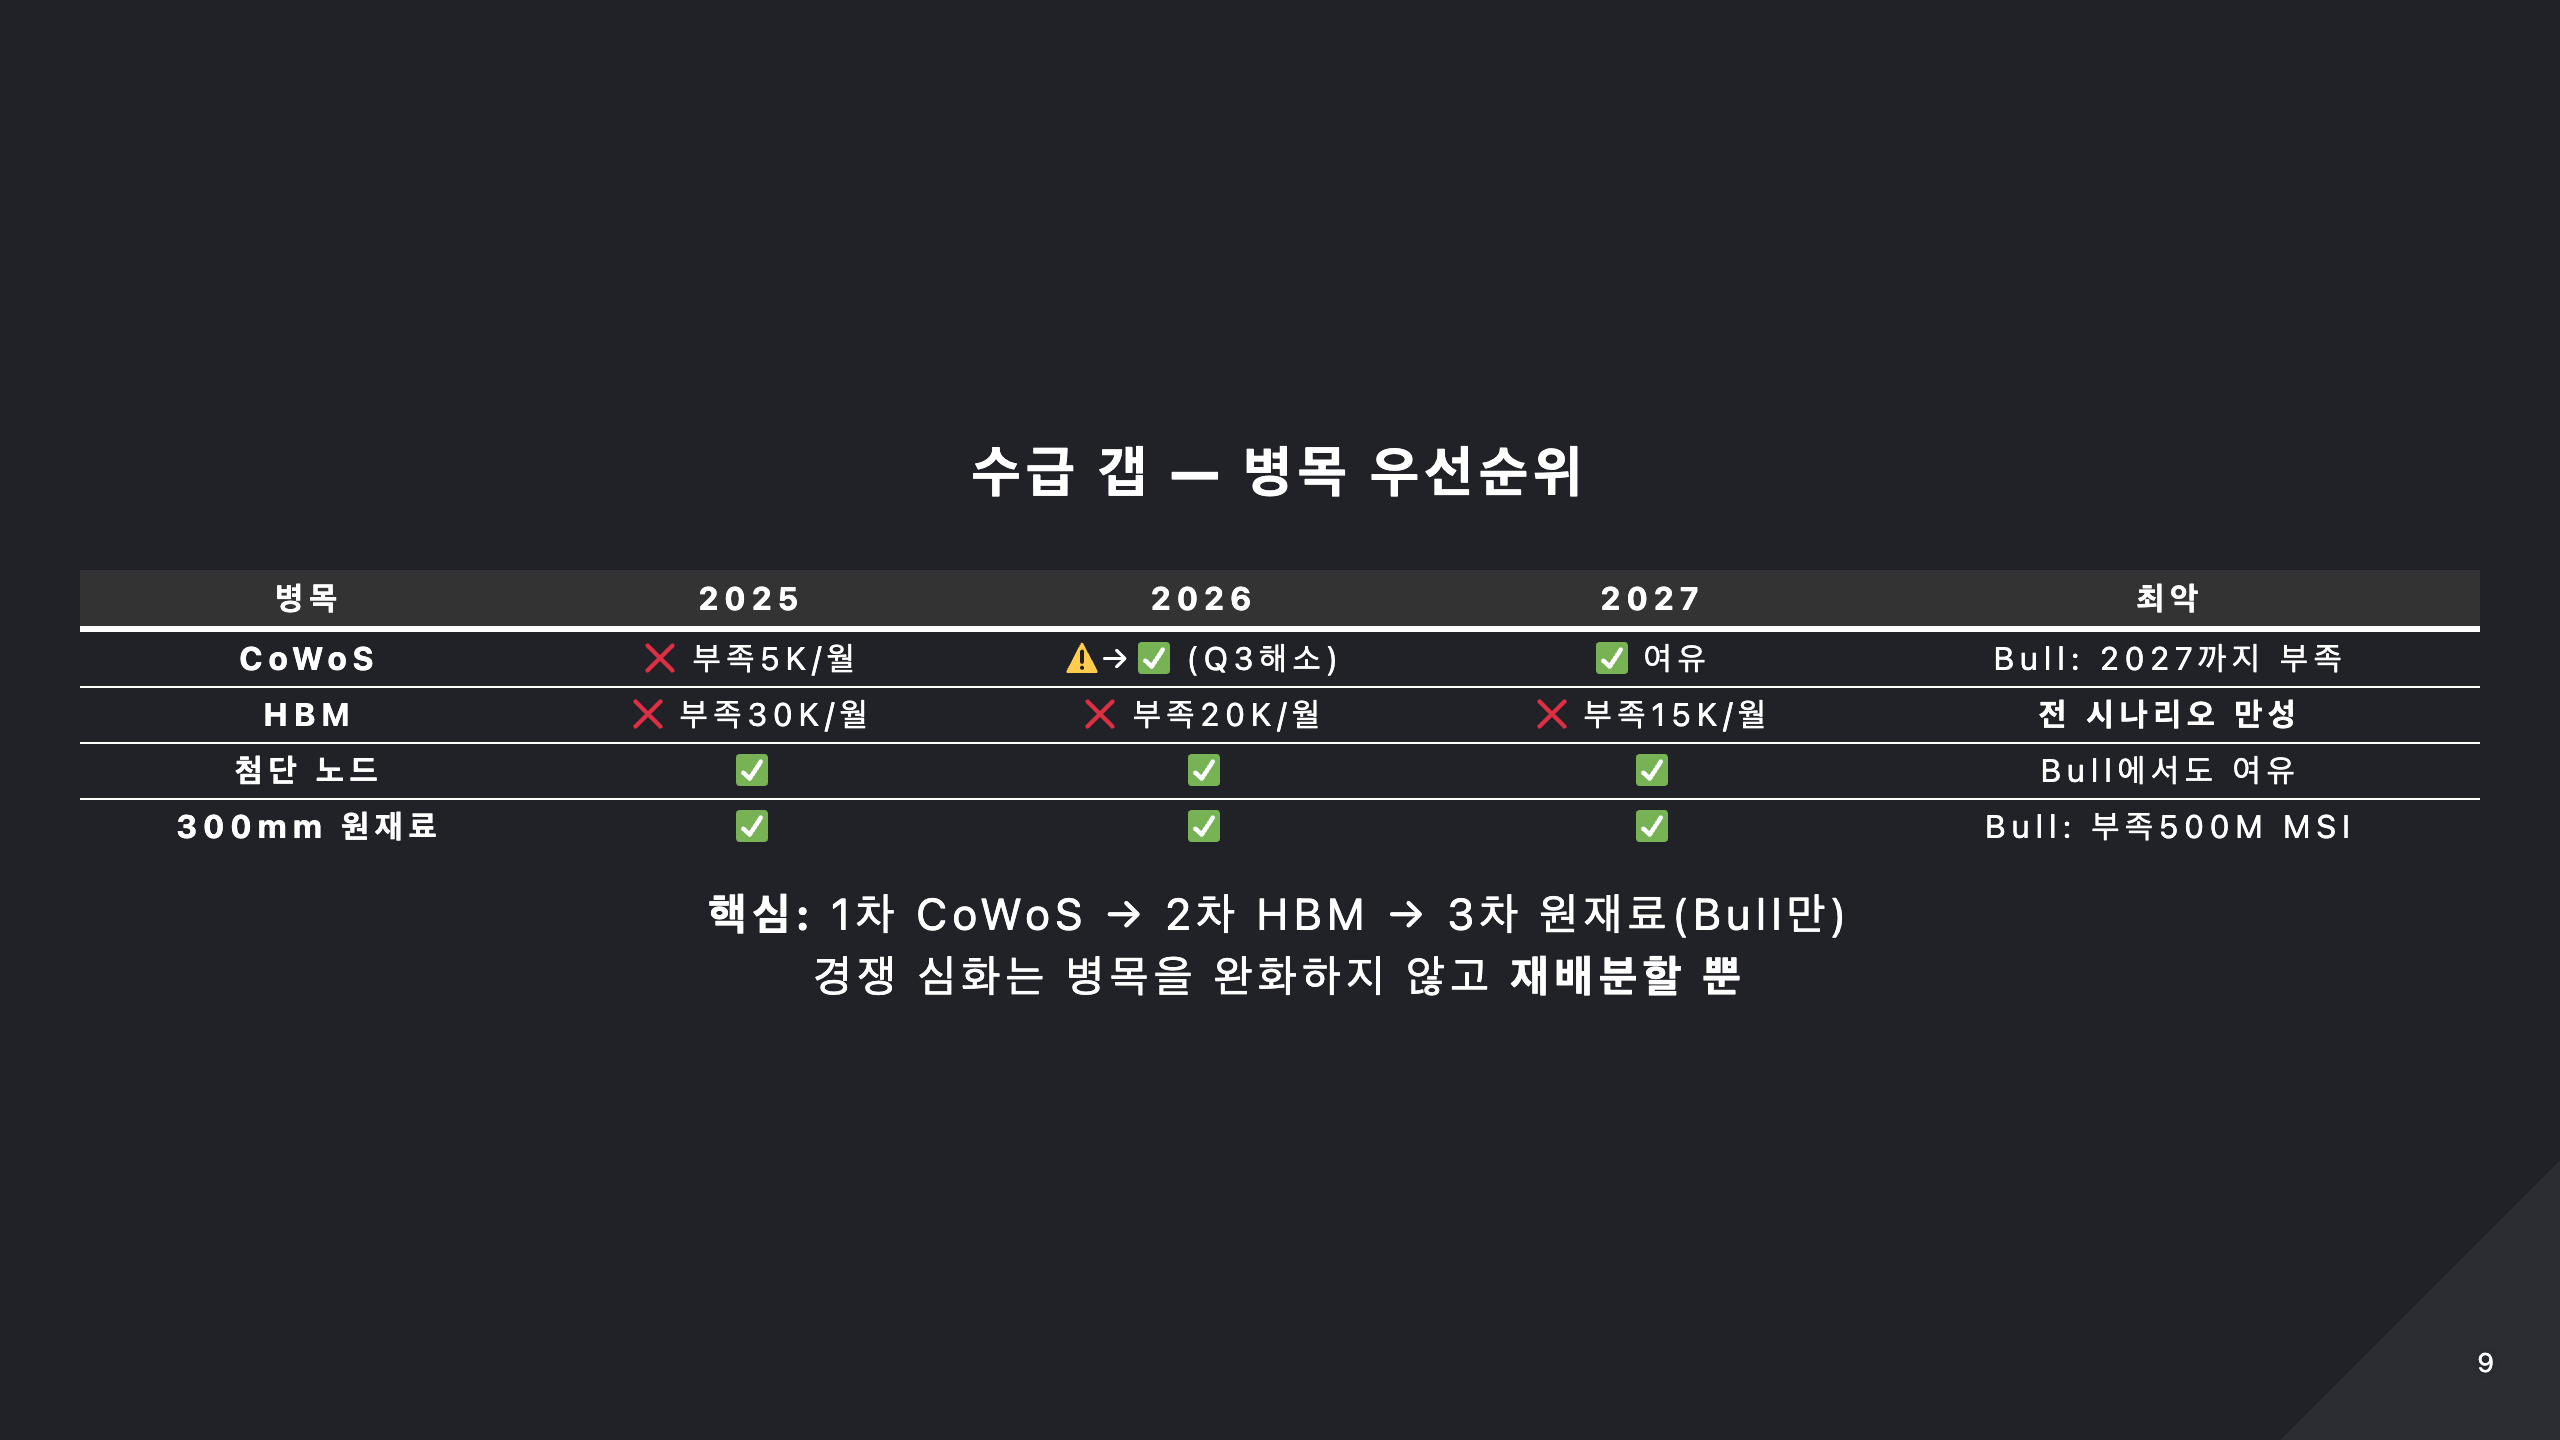 수급 갭 — 병목 우선순위
병목 2025 2026 2027 최악
CoWoS ❌ 부족5K/월 ⚠️→✅ (Q3해소) ✅ 여유 Bull: 2027까지 부족
HBM ❌ 부족30K/월 ❌ 부족20K/월 ❌ 부족15K/월 전 시나리오 만성
첨단 노드 ✅ ✅ ✅ Bull에서도 여유
300mm 원재료 ✅ ✅ ✅ Bull: 부족500M MSI
핵심: 1차 CoWoS → 2차 HBM → 3차 원재료(Bull만)
경쟁 심화는 병목을 완화하지 않고 재배분할 뿐
9